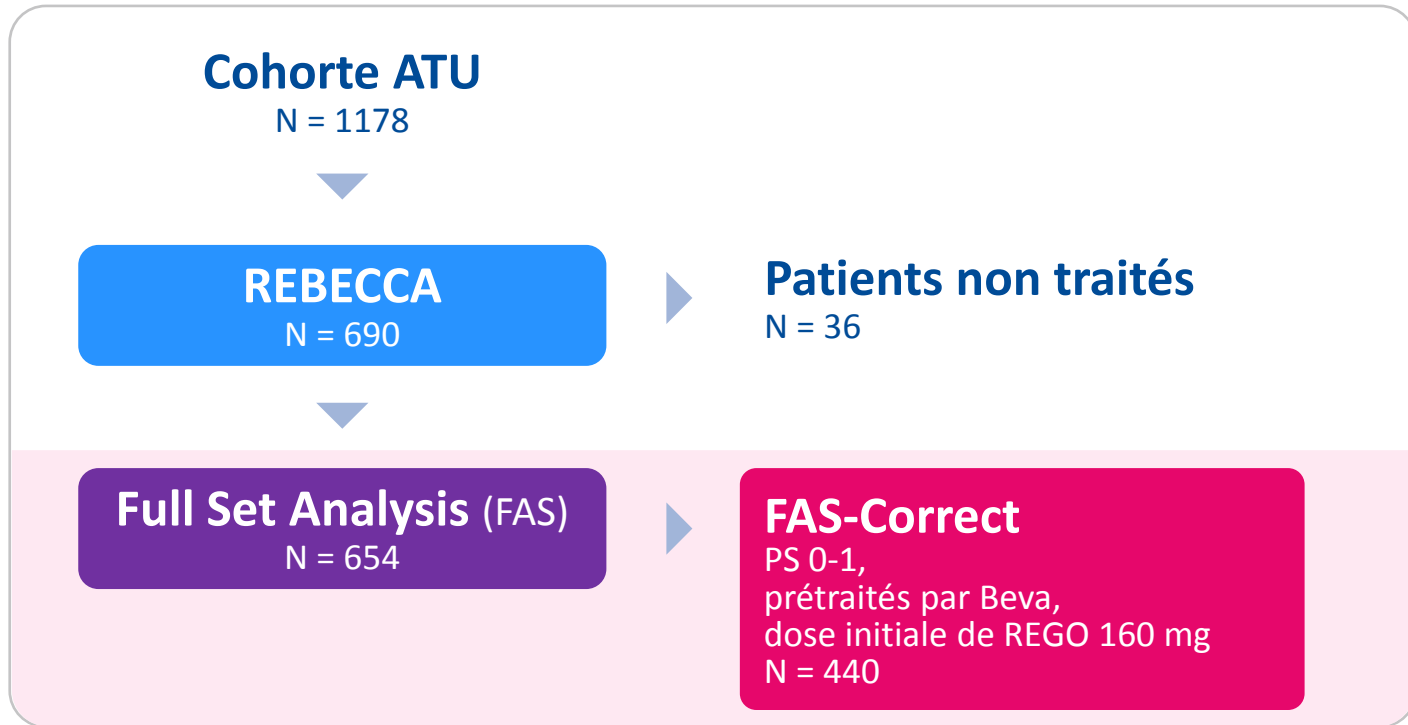 Cohorte ATU
N = 1178
REBECCA
N = 690
Patients non traités
N = 36
Full Set Analysis (FAS)
N = 654
FAS-Correct
PS 0-1,
prétraités par Beva,
dose initiale de REGO 160 mg
N = 440